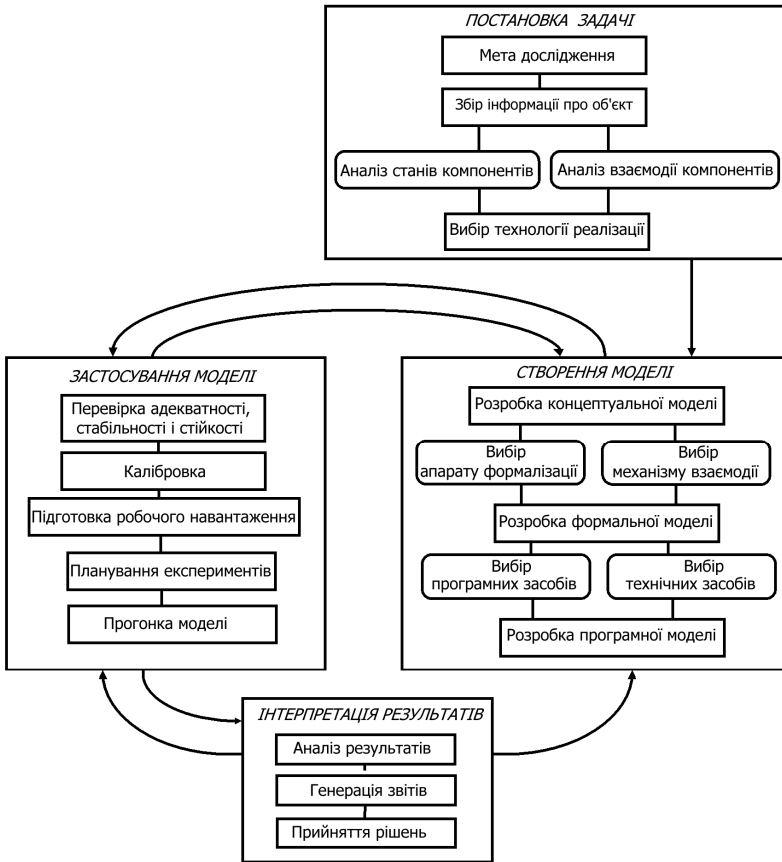 ПОСТАНОВКА ЗАДАЧІ
Мета дослідження
Збір інформації про об'єкт
Аналіз станів компонентів
Аналіз взаємодії компонентів
Вибір технології реалізації
ЗАСТОСУВАННЯ МОДЕЛІ
Перевірка адекватності,
стабільності і стійкості
Калібровка
Підготовка робочого навантаження
Планування експериментів
Прогонка моделі
СТВОРЕННЯ МОДЕЛІ
Розробка концептуальної моделі
Вибір
апарату формалізації
Вибір
механізму взаємодії
Розробка формальної моделі
Вибір
програмних засобів
Вибір
технічних засобів
Розробка програмної моделі
ІНТЕРПРЕТАЦІЯ РЕЗУЛЬТАТІВ
Аналіз результатів
Генерація звітів
Прийняття рішень